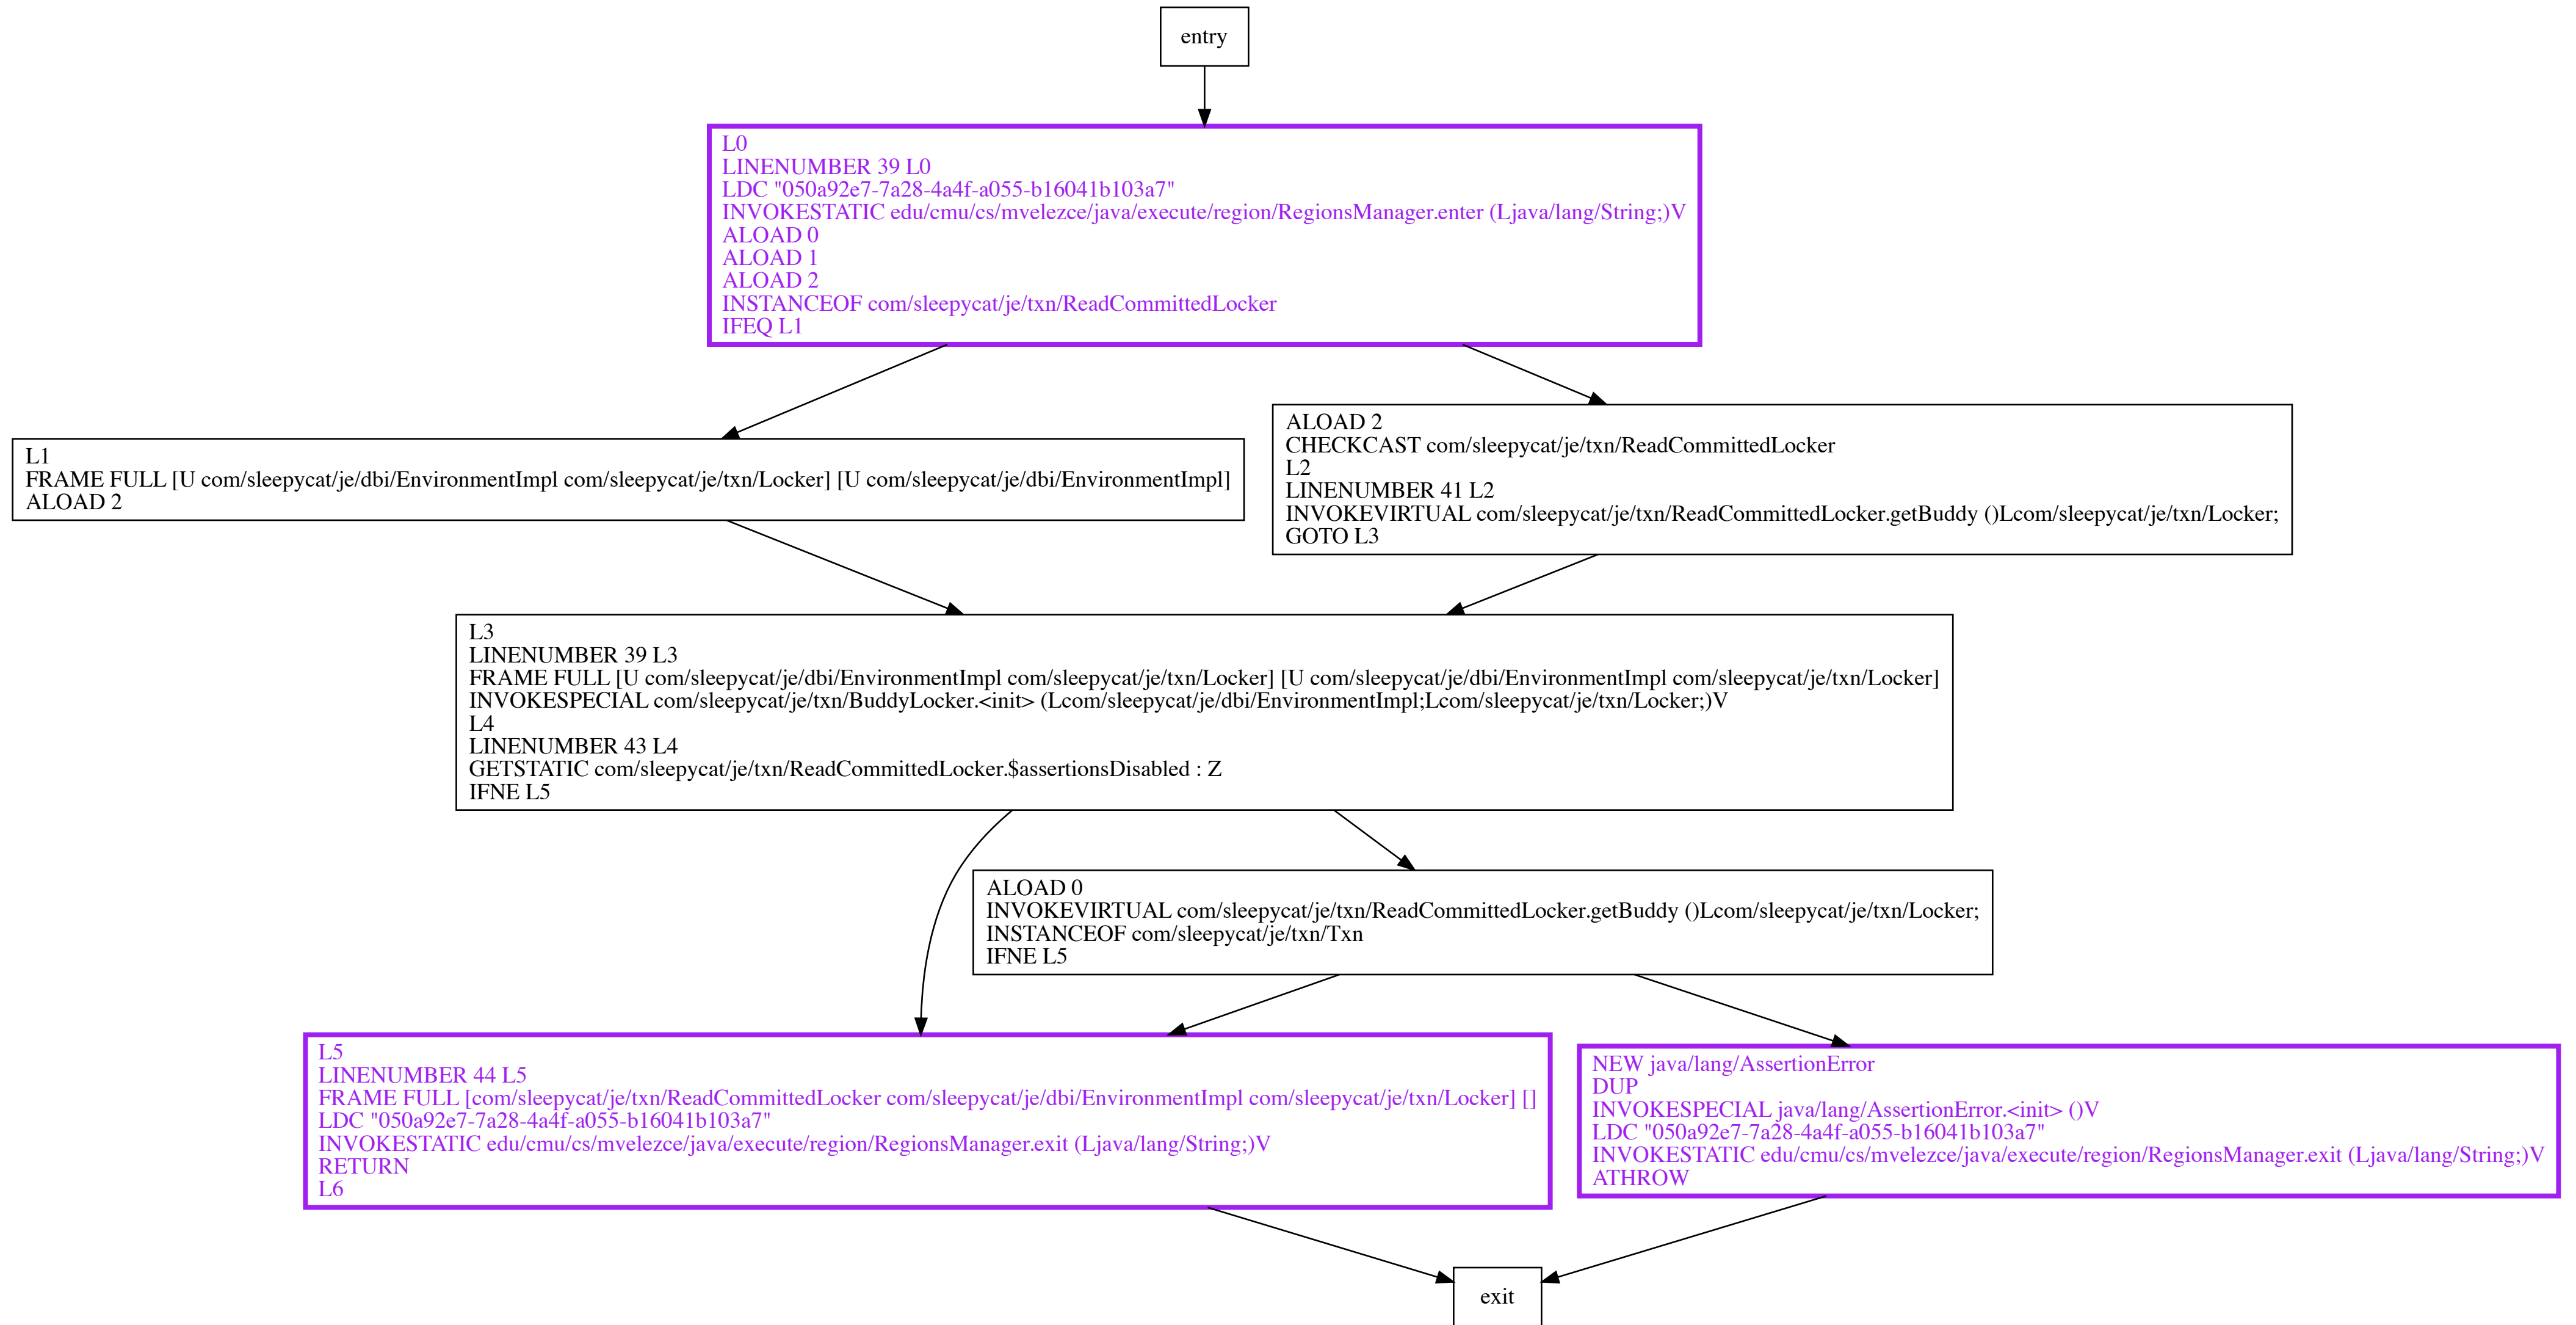 entry
L0
LINENUMBER 39 L0
LDC "050a92e7-7a28-4a4f-a055-b16041b103a7"
INVOKESTATIC edu/cmu/cs/mvelezce/java/execute/region/RegionsManager.enter (Ljava/lang/String;)V
ALOAD 0
ALOAD 1
ALOAD 2
INSTANCEOF com/sleepycat/je/txn/ReadCommittedLocker
IFEQ L1
L1
FRAME FULL [U com/sleepycat/je/dbi/EnvironmentImpl com/sleepycat/je/txn/Locker] [U com/sleepycat/je/dbi/EnvironmentImpl]
ALOAD 2
ALOAD 2
CHECKCAST com/sleepycat/je/txn/ReadCommittedLocker
L2
LINENUMBER 41 L2
INVOKEVIRTUAL com/sleepycat/je/txn/ReadCommittedLocker.getBuddy ()Lcom/sleepycat/je/txn/Locker;
GOTO L3
L3
LINENUMBER 39 L3
FRAME FULL [U com/sleepycat/je/dbi/EnvironmentImpl com/sleepycat/je/txn/Locker] [U com/sleepycat/je/dbi/EnvironmentImpl com/sleepycat/je/txn/Locker]
INVOKESPECIAL com/sleepycat/je/txn/BuddyLocker.<init> (Lcom/sleepycat/je/dbi/EnvironmentImpl;Lcom/sleepycat/je/txn/Locker;)V
L4
LINENUMBER 43 L4
GETSTATIC com/sleepycat/je/txn/ReadCommittedLocker.$assertionsDisabled : Z
IFNE L5
ALOAD 0
INVOKEVIRTUAL com/sleepycat/je/txn/ReadCommittedLocker.getBuddy ()Lcom/sleepycat/je/txn/Locker;
INSTANCEOF com/sleepycat/je/txn/Txn
IFNE L5
L5
LINENUMBER 44 L5
FRAME FULL [com/sleepycat/je/txn/ReadCommittedLocker com/sleepycat/je/dbi/EnvironmentImpl com/sleepycat/je/txn/Locker] []
LDC "050a92e7-7a28-4a4f-a055-b16041b103a7"
INVOKESTATIC edu/cmu/cs/mvelezce/java/execute/region/RegionsManager.exit (Ljava/lang/String;)V
RETURN
L6
NEW java/lang/AssertionError
DUP
INVOKESPECIAL java/lang/AssertionError.<init> ()V
LDC "050a92e7-7a28-4a4f-a055-b16041b103a7"
INVOKESTATIC edu/cmu/cs/mvelezce/java/execute/region/RegionsManager.exit (Ljava/lang/String;)V
ATHROW
exit